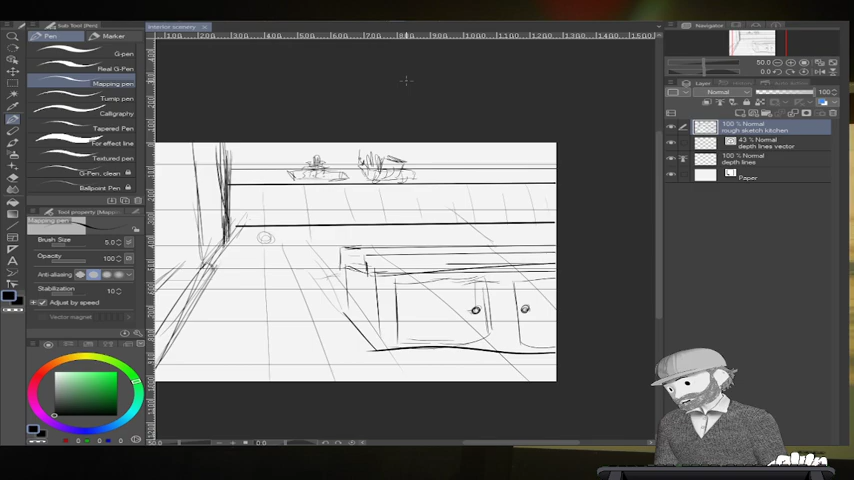 Interior scenery
Sub Tool [Pen]
Pen
Marker
G-pen
Real G-Pen
Mapping pen
Turnip pen
Calligraphy
Tapered Pen
For effect line
Textured pen
G-Pen, clean
Ballpoint Pen
Tool property [Mapp
Mapping pen
Brush Size 5.0
Opacity 100
Anti-aliasing
Stabilization 10
Adjust by speed
Vector magnet
Navigator
50.0
0.0
Layer
Normal 100
100 % Normal
rough sketch kitchen
43 % Normal
depth lines vector
100 % Normal
depth lines
Paper